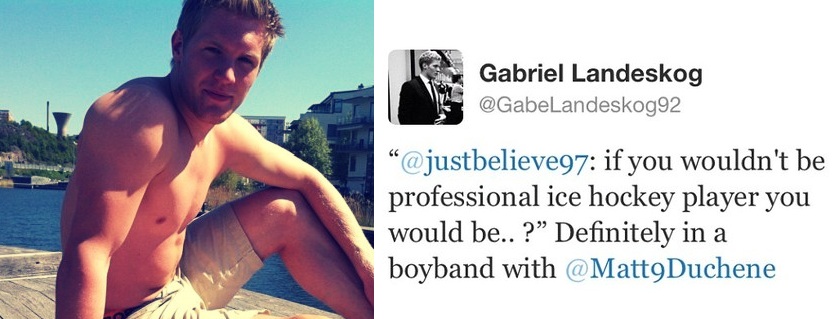 Gabriel Landeskog
@GabeLandeskog92
“@justbelieve97: if you wouldn't be
professional ice hockey player you
would be.. ?” Definitely in a
boyband with @Matt9Duchene